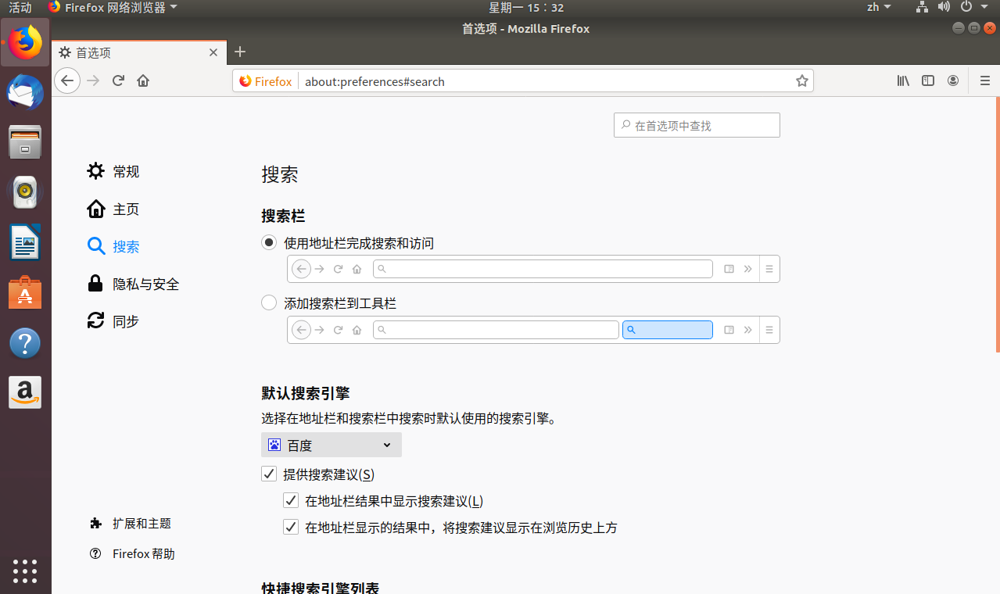 活动
Firefox 网络浏览器
星期一 15：32
zh
首选项 - Mozilla Firefox
首选项
Firefox
about:preferences#search
在首选项中查找
常规
主页
搜索
隐私与安全
同步
扩展和主题
Firefox 帮助
搜索
搜索栏
使用地址栏完成搜索和访问
添加搜索栏到工具栏
默认搜索引擎
选择在地址栏和搜索栏中搜索时默认使用的搜索引擎。
百度
提供搜索建议(S)
在地址栏结果中显示搜索建议(L)
在地址栏显示的结果中，将搜索建议显示在浏览历史上方
快捷搜索引擎列表